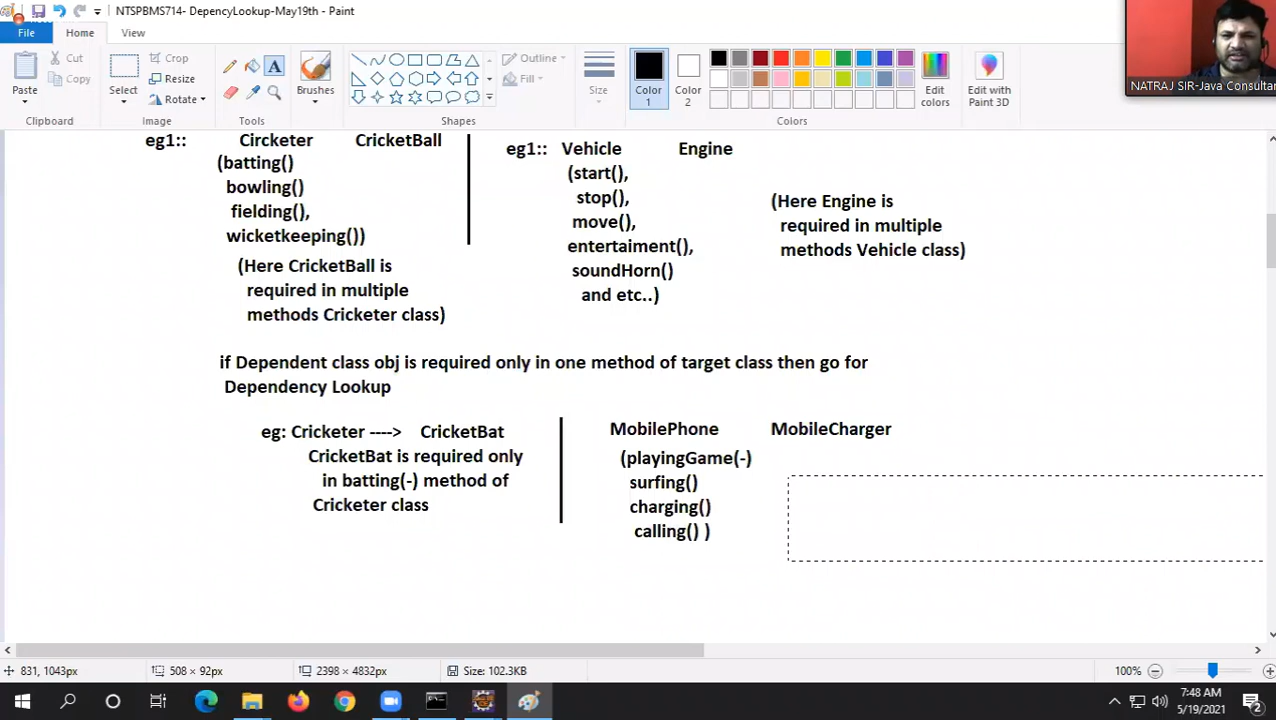 NTSPBMS714- DepencyLookup-May19th - Paint
File
Home
View
Paste
Cut
Copy
Clipboard
Select
Crop
Resize
Rotate
Image
A
Tools
Brushes
Outline
Fill
Shapes
Size
Color
1
Color
2
Edit
colors
Edit with
Paint 3D
Colors
NATRAJ SIR-Java Consultan
eg1:: Circketer CricketBall
(batting()
bowling()
fielding(),
wicketkeeping())
(Here CricketBall is
required in multiple
methods Cricketer class)
eg1:: Vehicle Engine
(start(),
stop(),
move(),
entertaiment(),
soundHorn()
and etc..)
(Here Engine is
required in multiple
methods Vehicle class)
if Dependent class obj is required only in one method of target class then go for
Dependency Lookup
eg: Cricketer ----> CricketBat
CricketBat is required only
in batting(-) method of
Cricketer class
MobilePhone MobileCharger
(playingGame(-)
surfing()
charging()
calling() )
831, 1043px
508 × 92px
2398 × 4832px
Size: 102.3KB
100%
7:48 AM
5/19/2021
2